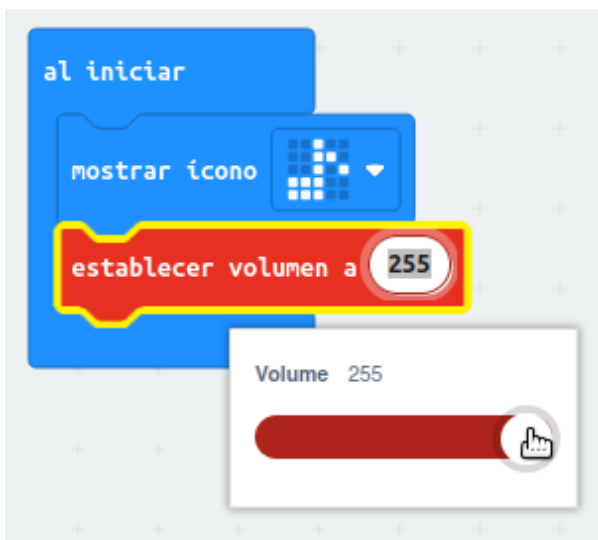 al iniciar
mostrar ícono
establecer volumen a 255
Volume 255